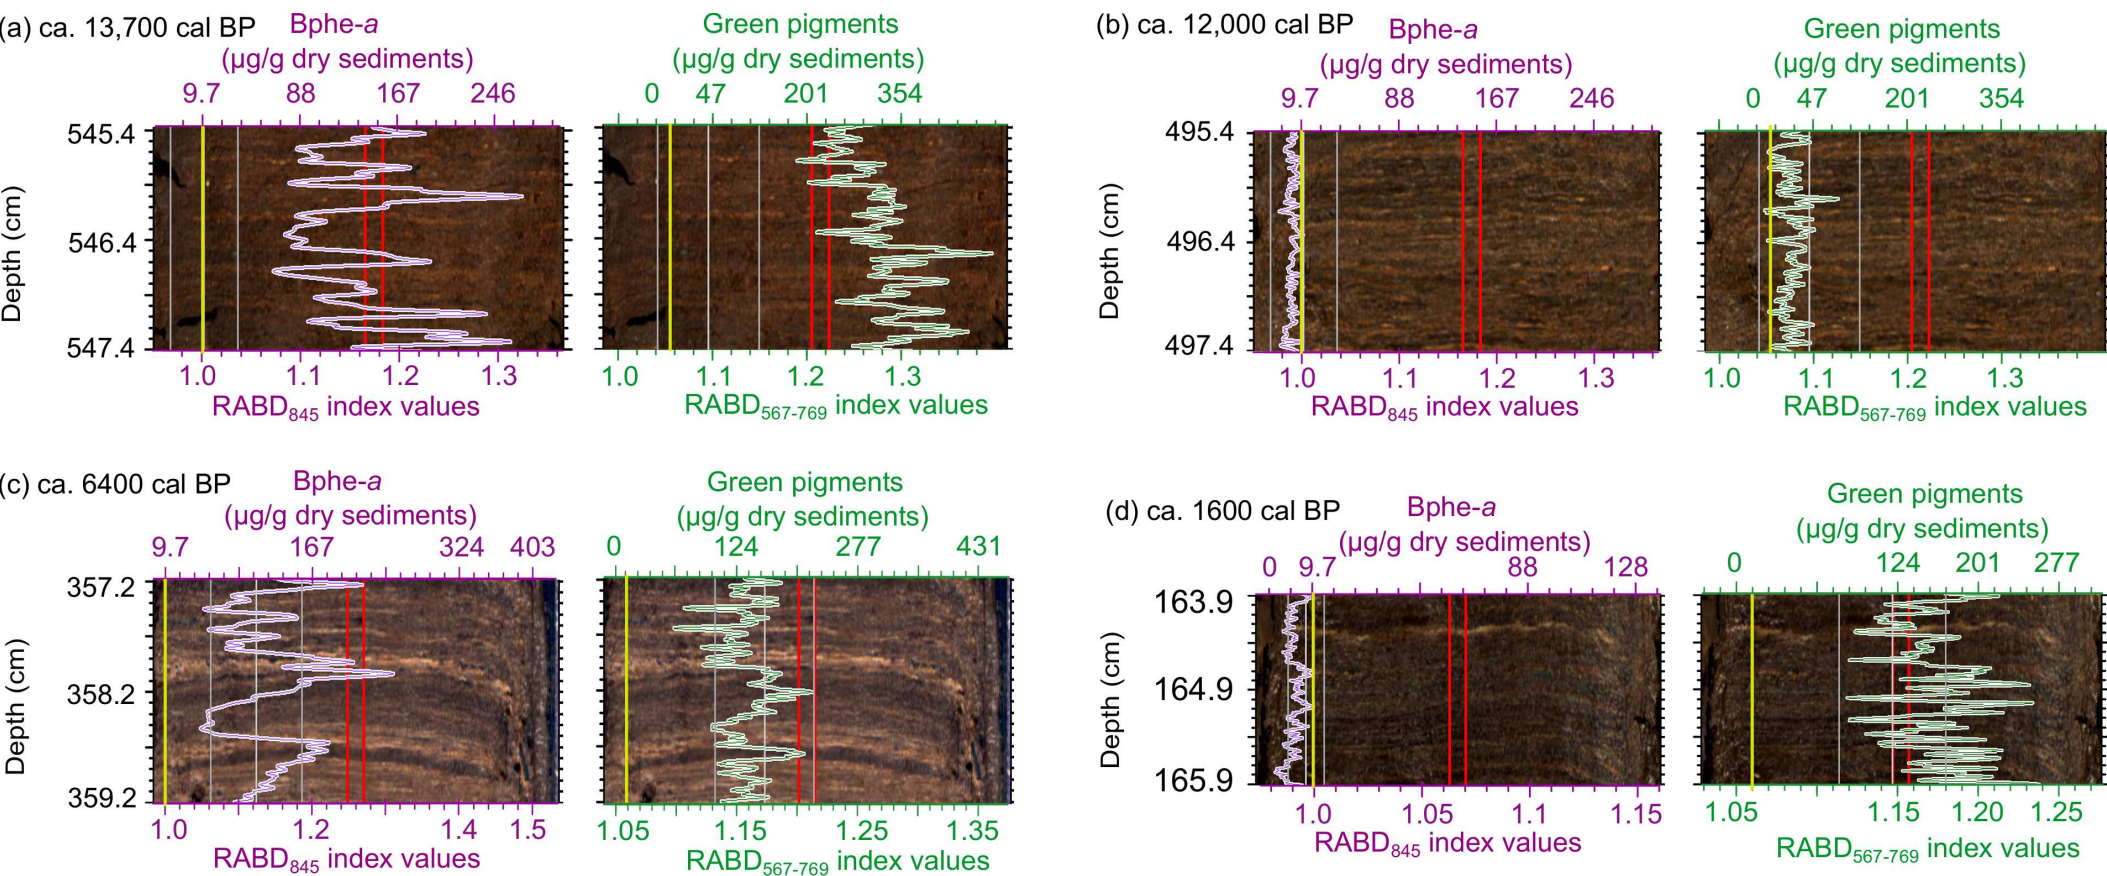 (a) ca. 13,700 cal BP
Bphe-a
(µg/g dry sediments)
9.7 88 167 246
Green pigments
(µg/g dry sediments)
0 47 201 354
Depth (cm)
545.4
546.4
547.4
1.0 1.1 1.2 1.3
RABD845 index values
1.0 1.1 1.2 1.3
RABD567-769 index values
(b) ca. 12,000 cal BP
Bphe-a
(µg/g dry sediments)
9.7 88 167 246
Green pigments
(µg/g dry sediments)
0 47 201 354
Depth (cm)
495.4
496.4
497.4
1.0 1.1 1.2 1.3
RABD845 index values
1.0 1.1 1.2 1.3
RABD567-769 index values
(c) ca. 6400 cal BP
Bphe-a
(µg/g dry sediments)
9.7 167 324 403
Green pigments
(µg/g dry sediments)
0 124 277 431
Depth (cm)
357.2
358.2
359.2
1.0 1.2 1.4 1.5
RABD845 index values
1.05 1.15 1.25 1.35
RABD567-769 index values
(d) ca. 1600 cal BP
Bphe-a
(µg/g dry sediments)
0 9.7 88 128
Green pigments
(µg/g dry sediments)
0 124 201 277
Depth (cm)
163.9
164.9
165.9
1.0 1.05 1.1 1.15
RABD845 index values
1.05 1.15 1.20 1.25
RABD567-769 index values